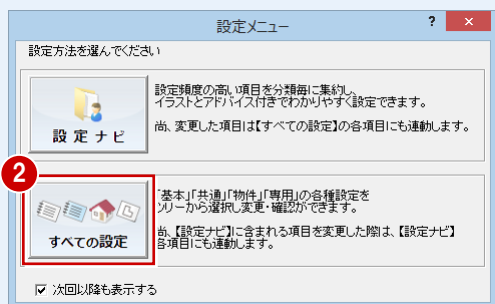 設定メニュー ? ×
設定方法を選んでください
設定ナビ
設定頻度の高い項目を分類毎に集約し、
イラストとアドバイス付きでわかりやすく設定できます。
尚、変更した項目は【すべての設定】の各項目にも連動します。
2
すべての設定
「基本」「共通」「物件」「専用」の各種設定を
ツリーから選択し変更・確認ができます。
尚、【設定ナビ】に含まれる項目を変更した際は、【設定ナビ】
各項目にも連動します。
次回以降も表示する